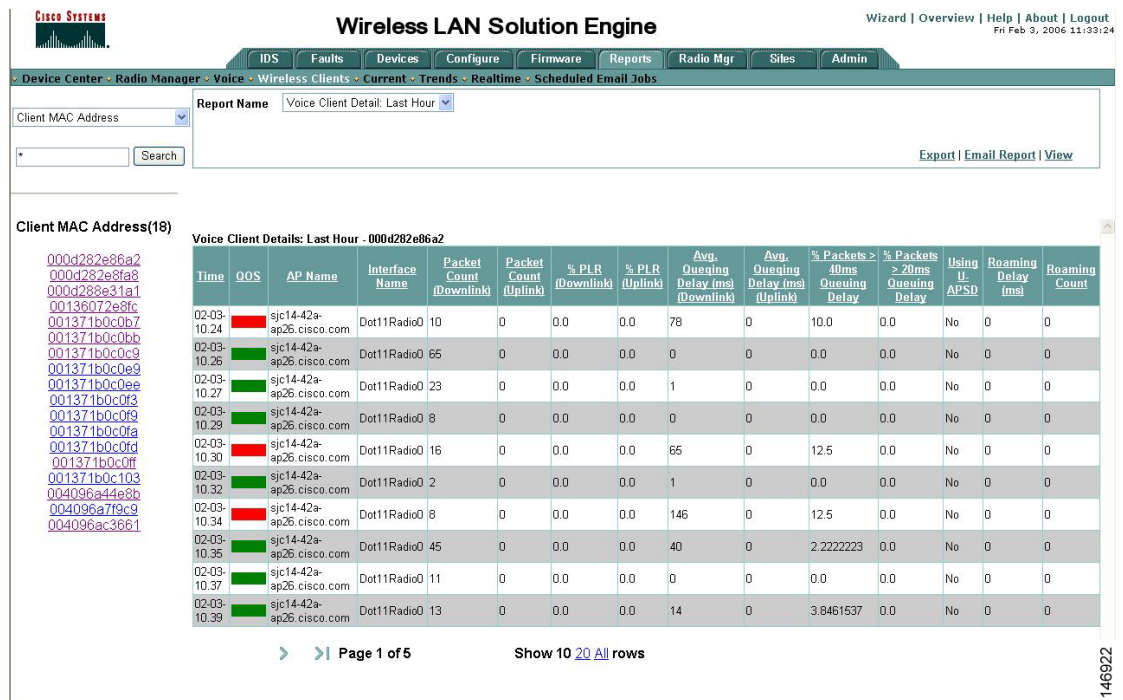 CISCO SYSTEMS
Wireless LAN Solution Engine
Wizard | Overview | Help | About | Logout
Fri Feb 3, 2006 11:33:24
IDS Faults Devices Configure Firmware Reports Radio Mgr Sites Admin
Device Center Radio Manager Voice Wireless Clients Current Trends Realtime Scheduled Email Jobs
Client MAC Address
* Search
Report Name Voice Client Detail: Last Hour
Export | Email Report | View
Client MAC Address(18)
000d282e86a2
000d282e8fa8
000d288e31a1
00136072e8fc
001371b0c0b7
001371b0c0bb
001371b0c0c9
001371b0c0e9
001371b0c0ee
001371b0c0f3
001371b0c0f9
001371b0c0fa
001371b0c0fd
001371b0c0ff
001371b0c103
004096a44e8b
004096a7f9c9
004096ac3661
Voice Client Details: Last Hour - 000d282e86a2
Time QOS AP Name Interface Name Packet Count (Downlink) Packet Count (Uplink) % PLR (Downlink) % PLR (Uplink) Avg. Queqing Delay (ms) (Downlink) Avg. Queqing Delay (ms) (Uplink) % Packets > 40ms Queuing Delay % Packets > 20ms Queuing Delay Using U-APSD Roaming Delay (ms) Roaming Count
02-03-10.24 sjc14-42a-ap26.cisco.com Dot11Radio0 10 0 0.0 0.0 78 0 10.0 0.0 No 0 0
02-03-10.26 sjc14-42a-ap26.cisco.com Dot11Radio0 65 0 0.0 0.0 0 0 0.0 0.0 No 0 0
02-03-10.27 sjc14-42a-ap26.cisco.com Dot11Radio0 23 0 0.0 0.0 1 0 0.0 0.0 No 0 0
02-03-10.29 sjc14-42a-ap26.cisco.com Dot11Radio0 8 0 0.0 0.0 0 0 0.0 0.0 No 0 0
02-03-10.30 sjc14-42a-ap26.cisco.com Dot11Radio0 16 0 0.0 0.0 65 0 12.5 0.0 No 0 0
02-03-10.32 sjc14-42a-ap26.cisco.com Dot11Radio0 2 0 0.0 0.0 1 0 0.0 0.0 No 0 0
02-03-10.34 sjc14-42a-ap26.cisco.com Dot11Radio0 8 0 0.0 0.0 146 0 12.5 0.0 No 0 0
02-03-10.35 sjc14-42a-ap26.cisco.com Dot11Radio0 45 0 0.0 0.0 40 0 2.2222223 0.0 No 0 0
02-03-10.37 sjc14-42a-ap26.cisco.com Dot11Radio0 11 0 0.0 0.0 0 0 0.0 0.0 No 0 0
02-03-10.39 sjc14-42a-ap26.cisco.com Dot11Radio0 13 0 0.0 0.0 14 0 3.8461537 0.0 No 0 0
Page 1 of 5 Show 10 20 All rows
146922